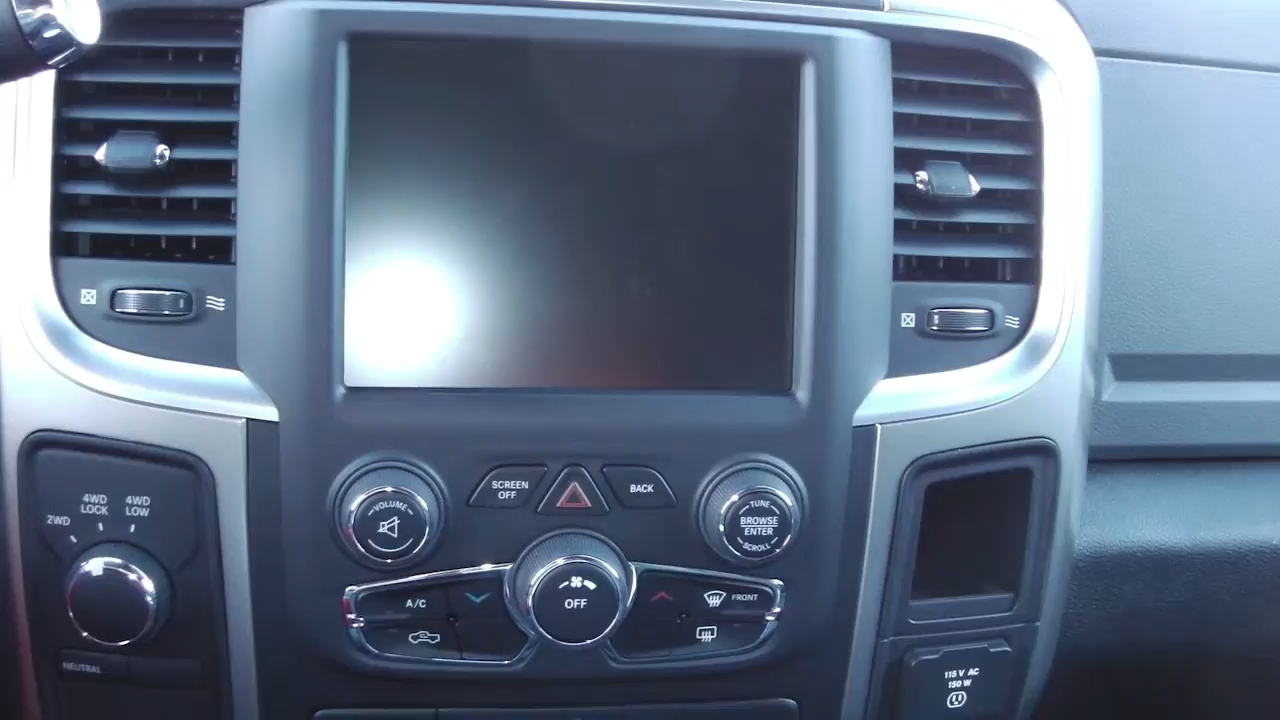 SCREEN
OFF
BACK
VOLUME
TUNE
BROWSE
ENTER
SCROLL
4WD
LOCK
4WD
LOW
2WD
A/C
OFF
FRONT
NEUTRAL
115 V AC
150 W